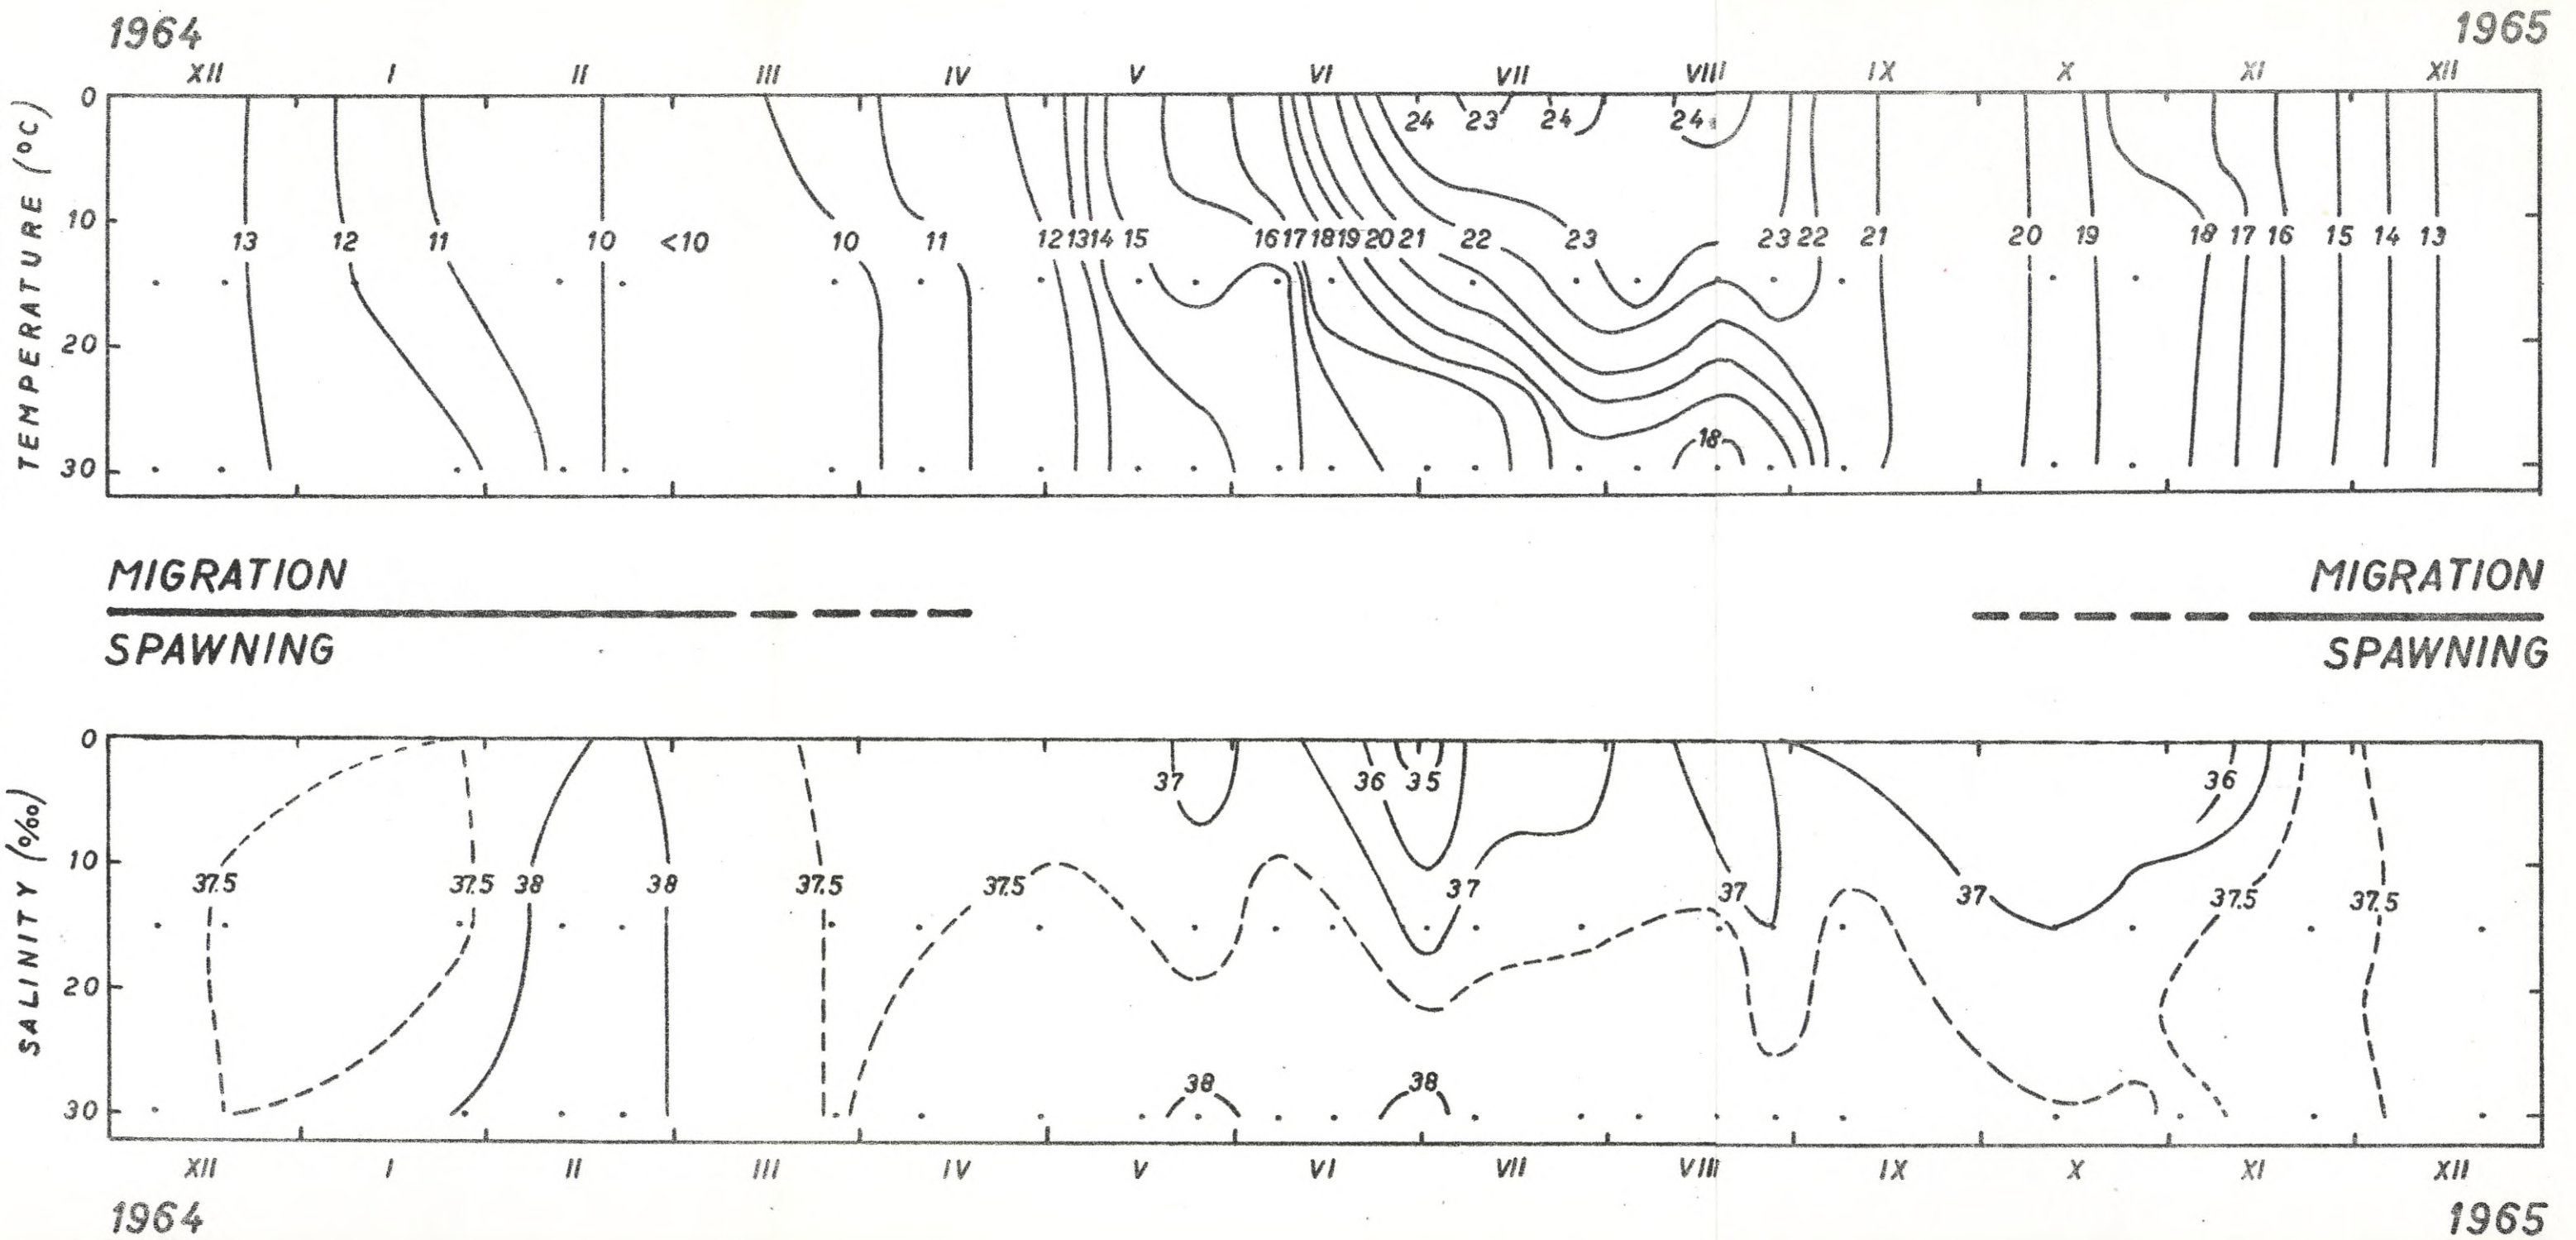 1964 1965
XII I II III IV V VI VII VIII IX X XI XII
0
24 23 24 24
TEMPERATURE (°C)
10
13 12 11 10 <10 10 11 12 13 14 15 16 17 18 19 20 21 22 23 23 22 21 20 19 18 17 16 15 14 13
20
18
30
MIGRATION MIGRATION
SPAWNING SPAWNING
0
37 36 35 36
SALINITY (‰)
10
37.5 37.5 38 38 37.5 37.5 37 37 37 37.5 37.5
20
38 38
30
XII I II III IV V VI VII VIII IX X XI XII
1964 1965